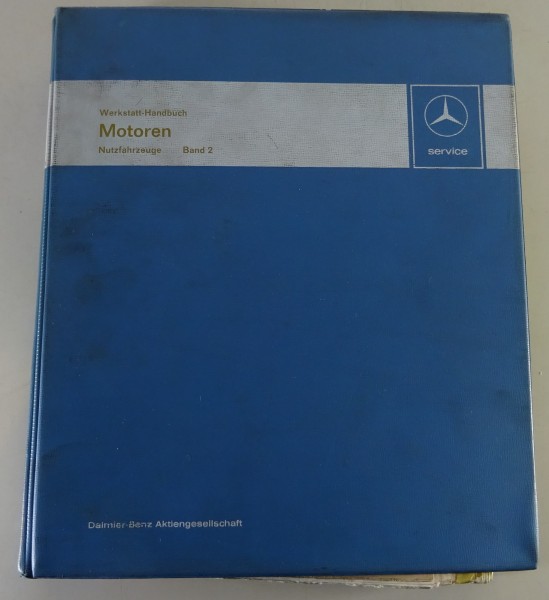 Werkstatt-Handbuch
Motoren
Nutzfahrzeuge Band 2
service
Daimler-Benz Aktiengesellschaft